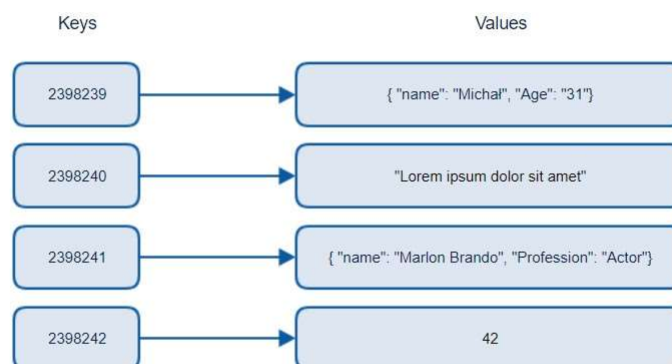 Keys Values
2398239 { "name": "Michał", "Age": "31"}
2398240 "Lorem ipsum dolor sit amet"
2398241 { "name": "Marlon Brando", "Profession": "Actor"}
2398242 42